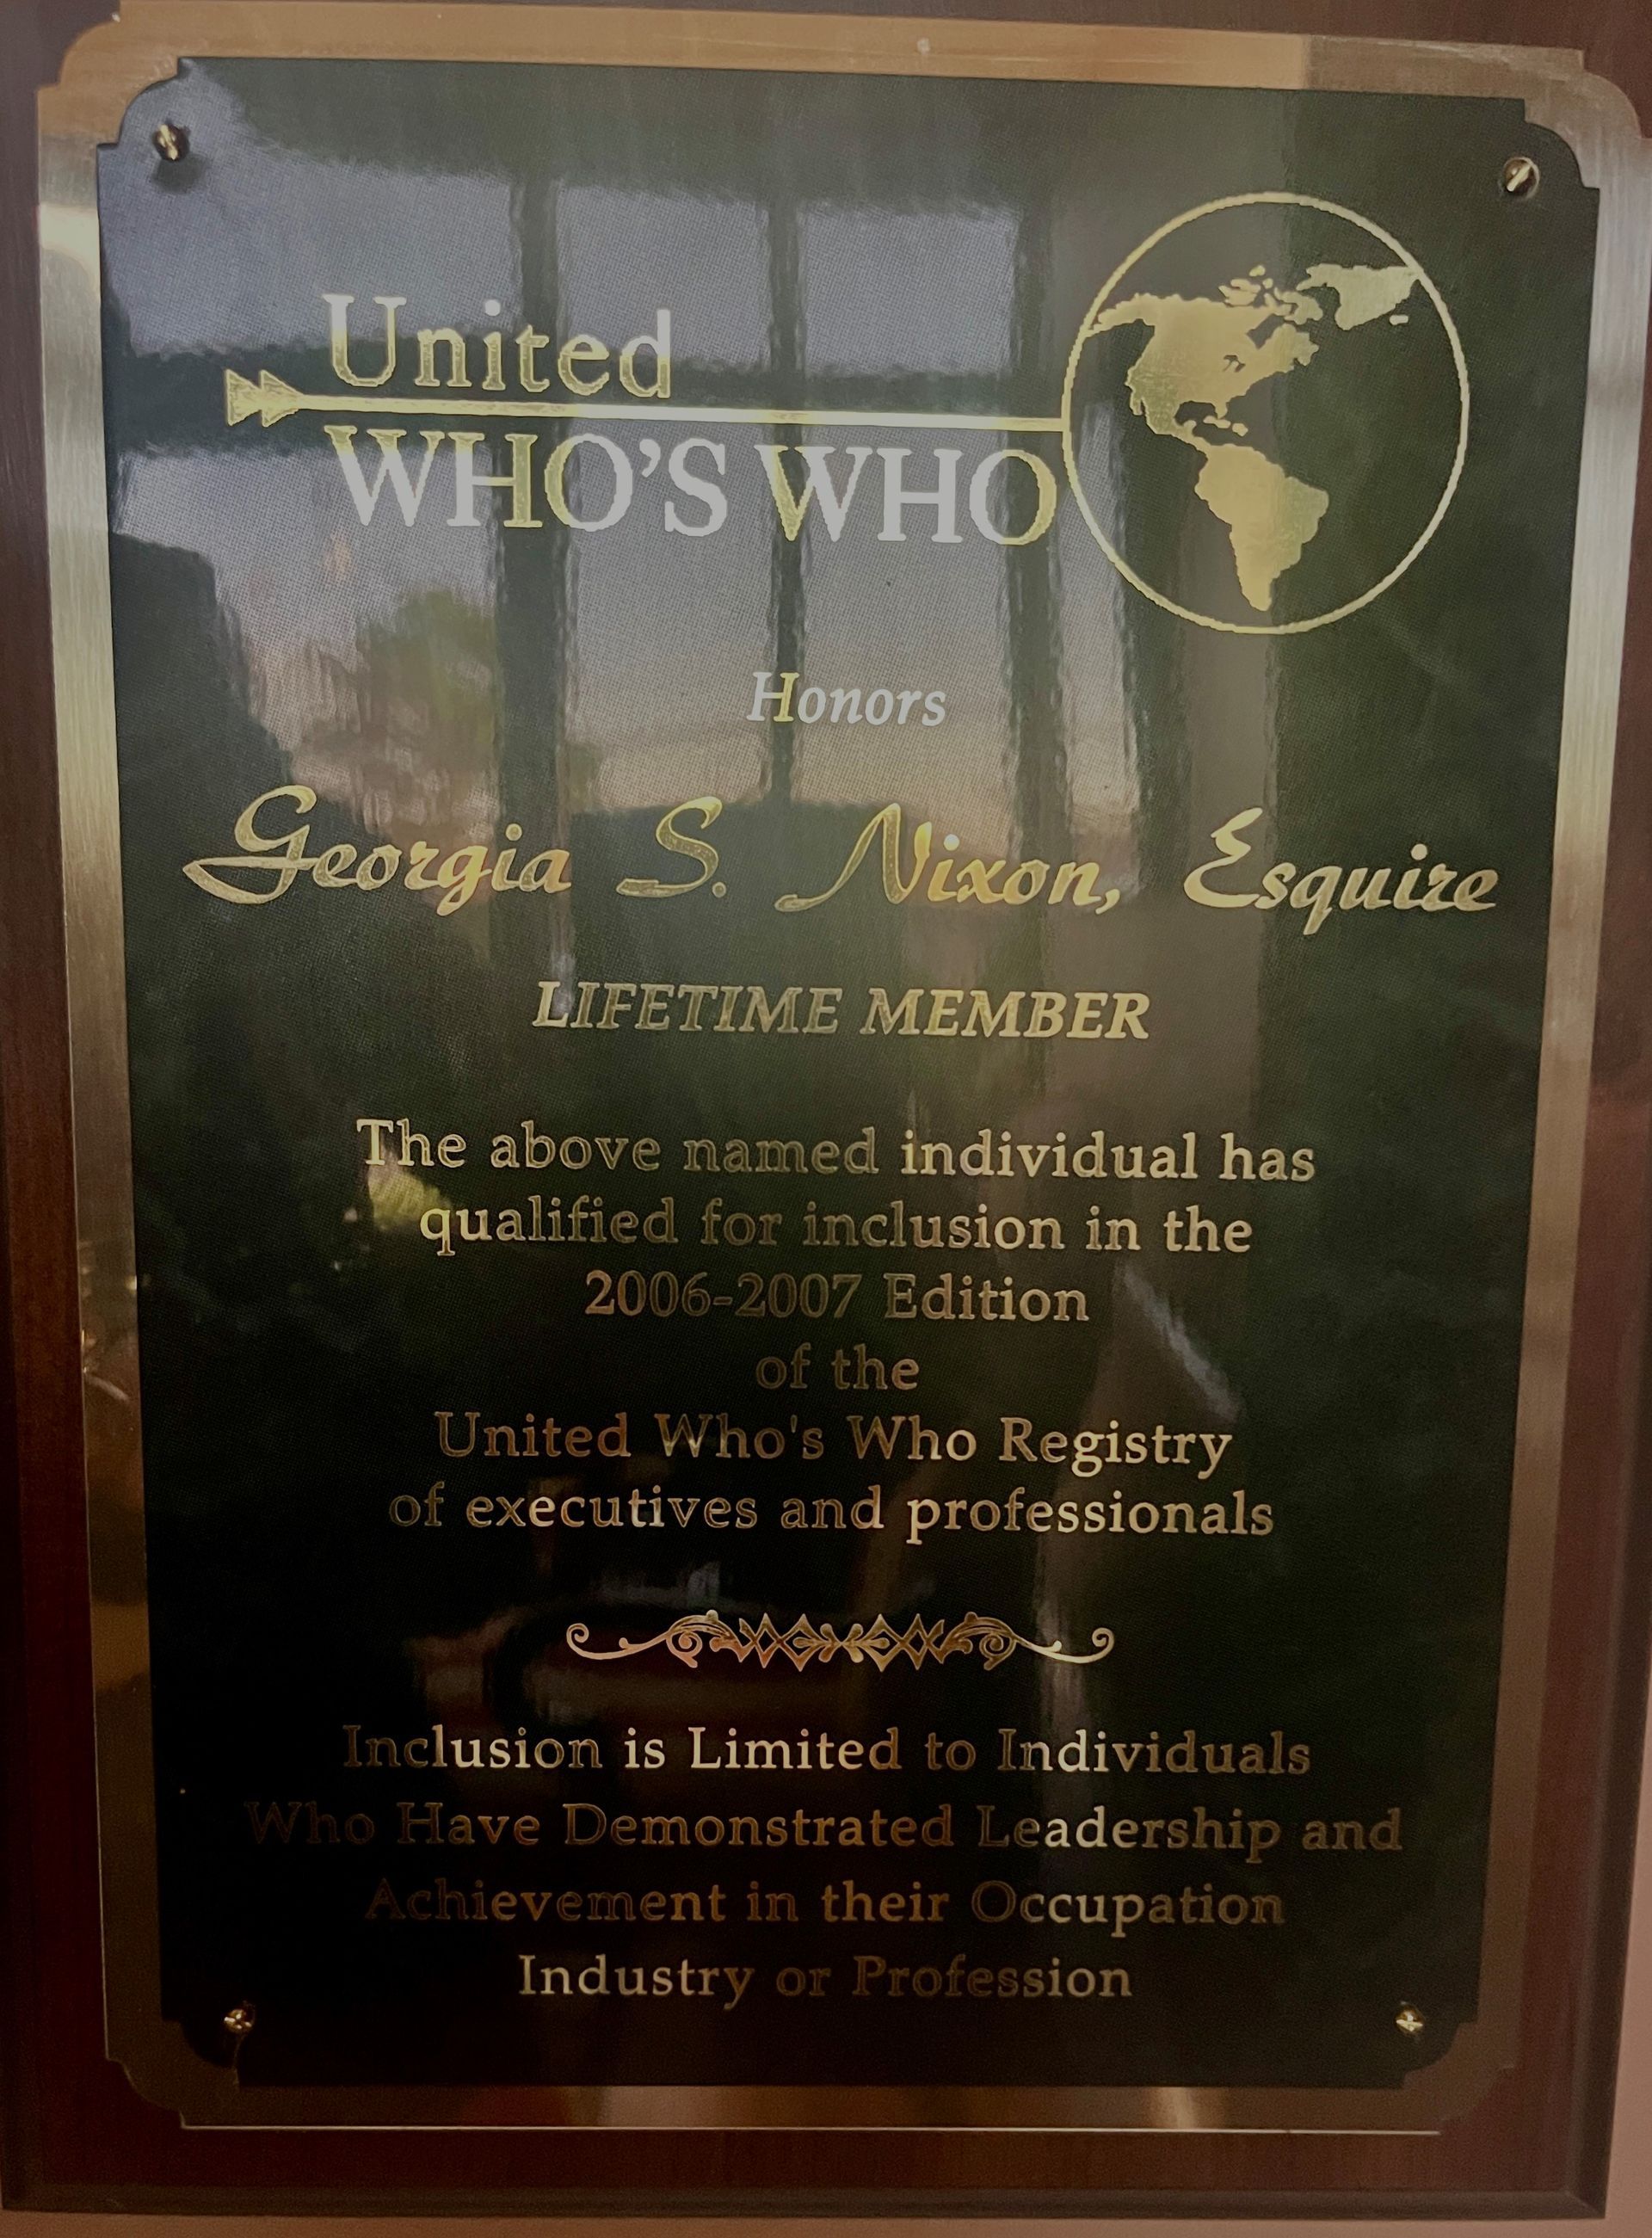 United
WHO'S WHO
Honors
Georgia S. Nixon, Esquire
LIFETIME MEMBER
The above named individual has
qualified for inclusion in the
2006-2007 Edition
of the
United Who's Who Registry
of executives and professionals
Inclusion is Limited to Individuals
Who Have Demonstrated Leadership and
Achievement in their Occupation
Industry or Profession